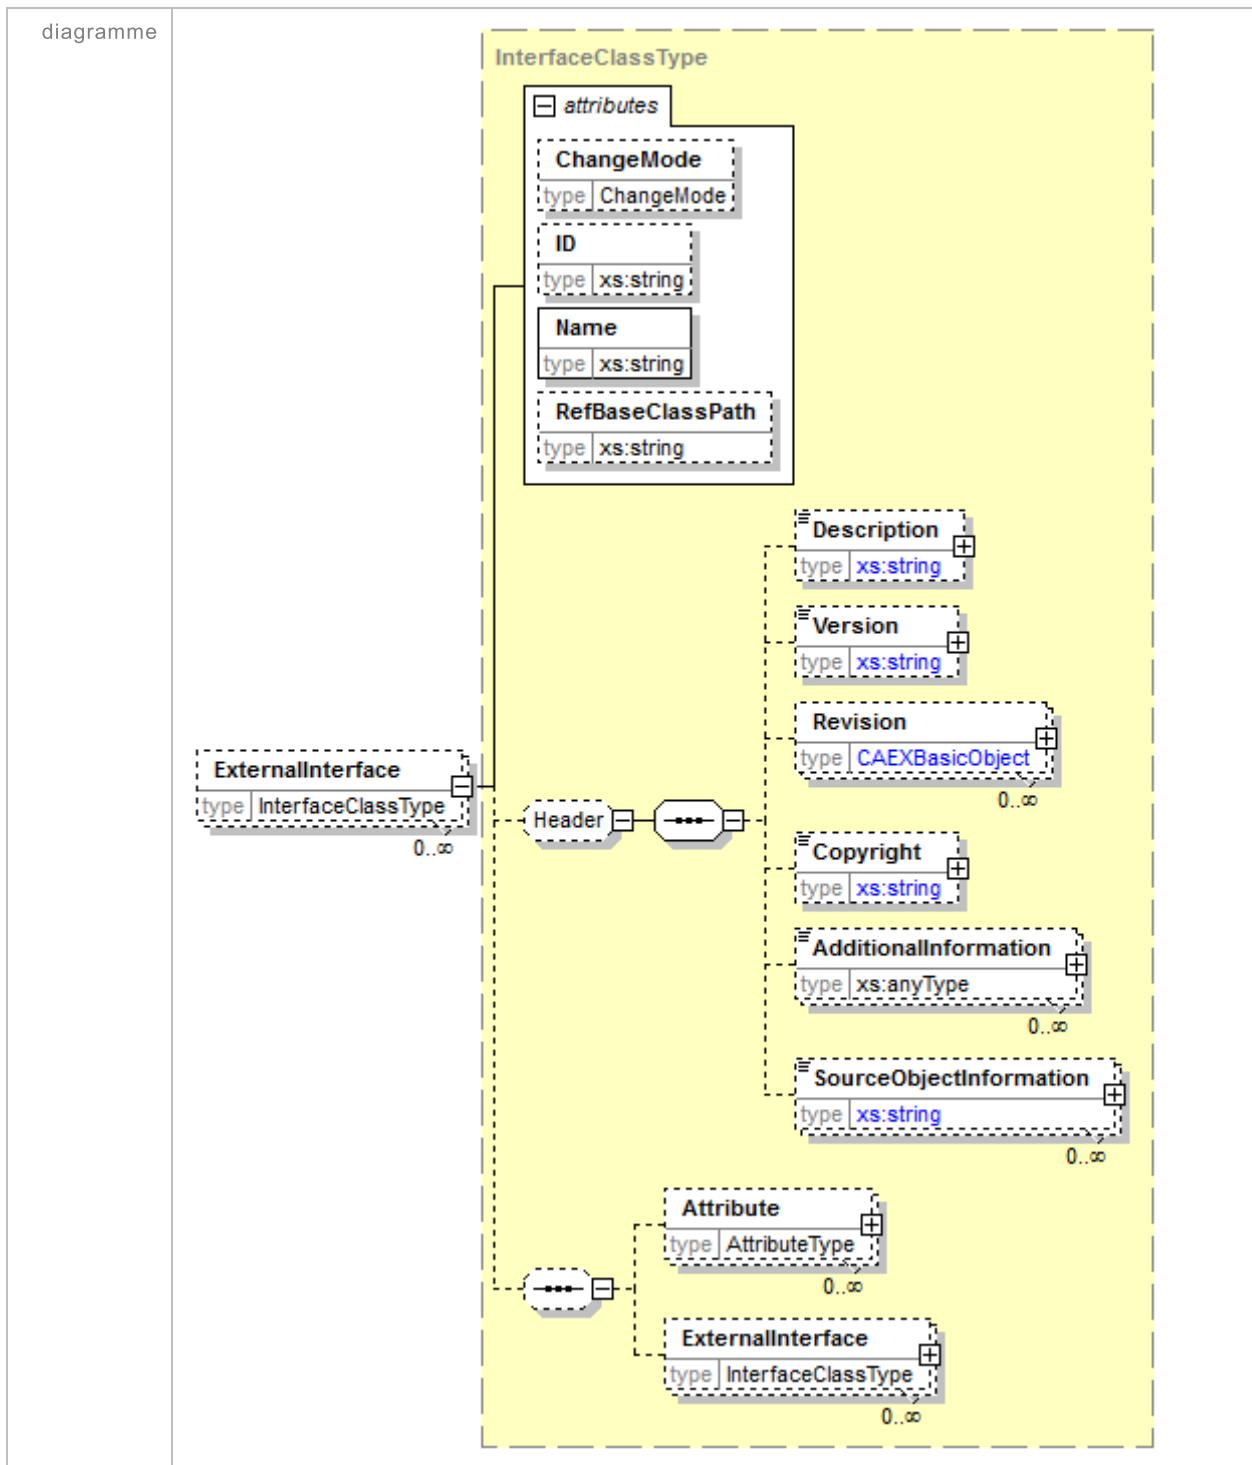 diagramme
InterfaceClassType
attributes
ChangeMode
type ChangeMode
ID
type xs:string
Name
type xs:string
RefBaseClassPath
type xs:string
Description
type xs:string
Version
type xs:string
Revision
type CAEXBasicObject
0..∞
ExternalInterface
type InterfaceClassType
0..∞
Header
Copyright
type xs:string
AdditionalInformation
type xs:anyType
0..∞
SourceObjectInformation
type xs:string
0..∞
Attribute
type AttributeType
0..∞
ExternalInterface
type InterfaceClassType
0..∞